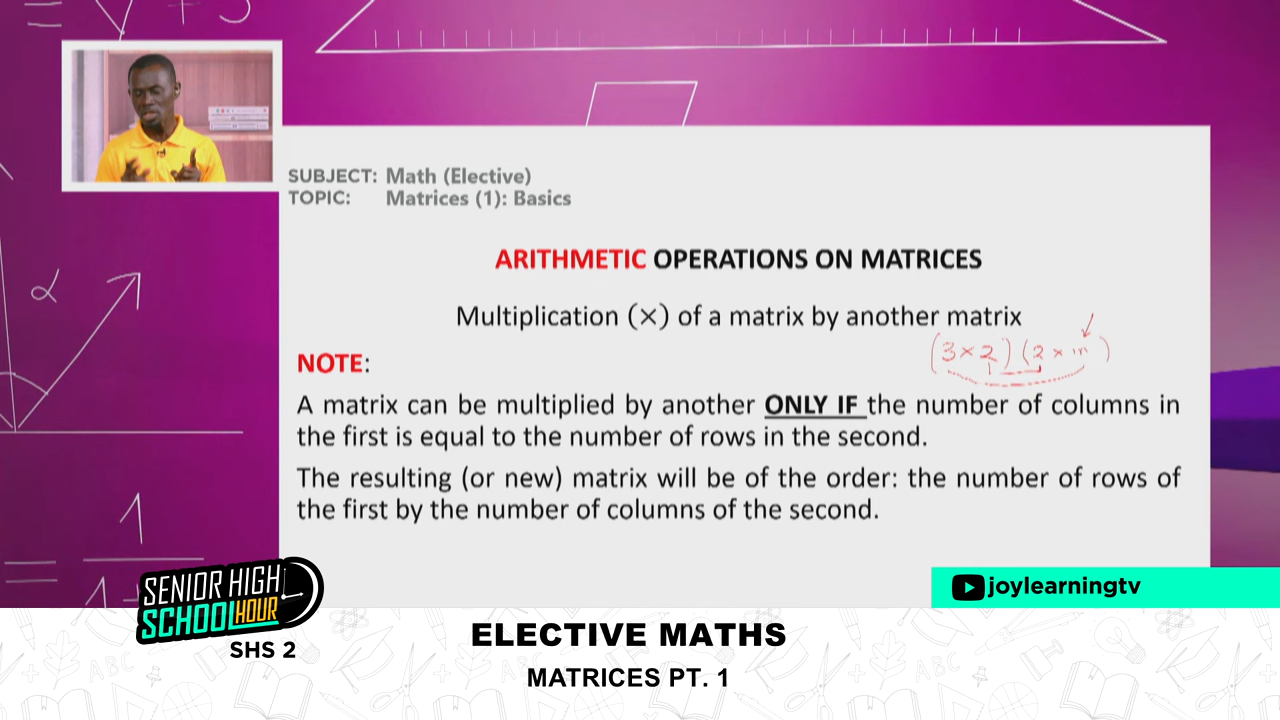 SUBJECT: Math (Elective)
TOPIC: Matrices (1): Basics
ARITHMETIC OPERATIONS ON MATRICES
Multiplication (×) of a matrix by another matrix
(3 × 2) (2 × m)
NOTE:
A matrix can be multiplied by another ONLY IF the number of columns in
the first is equal to the number of rows in the second.
The resulting (or new) matrix will be of the order: the number of rows of
the first by the number of columns of the second.
α
SENIOR HIGH
SCHOOL HOUR
SHS 2
joylearningtv
ELECTIVE MATHS
MATRICES PT. 1